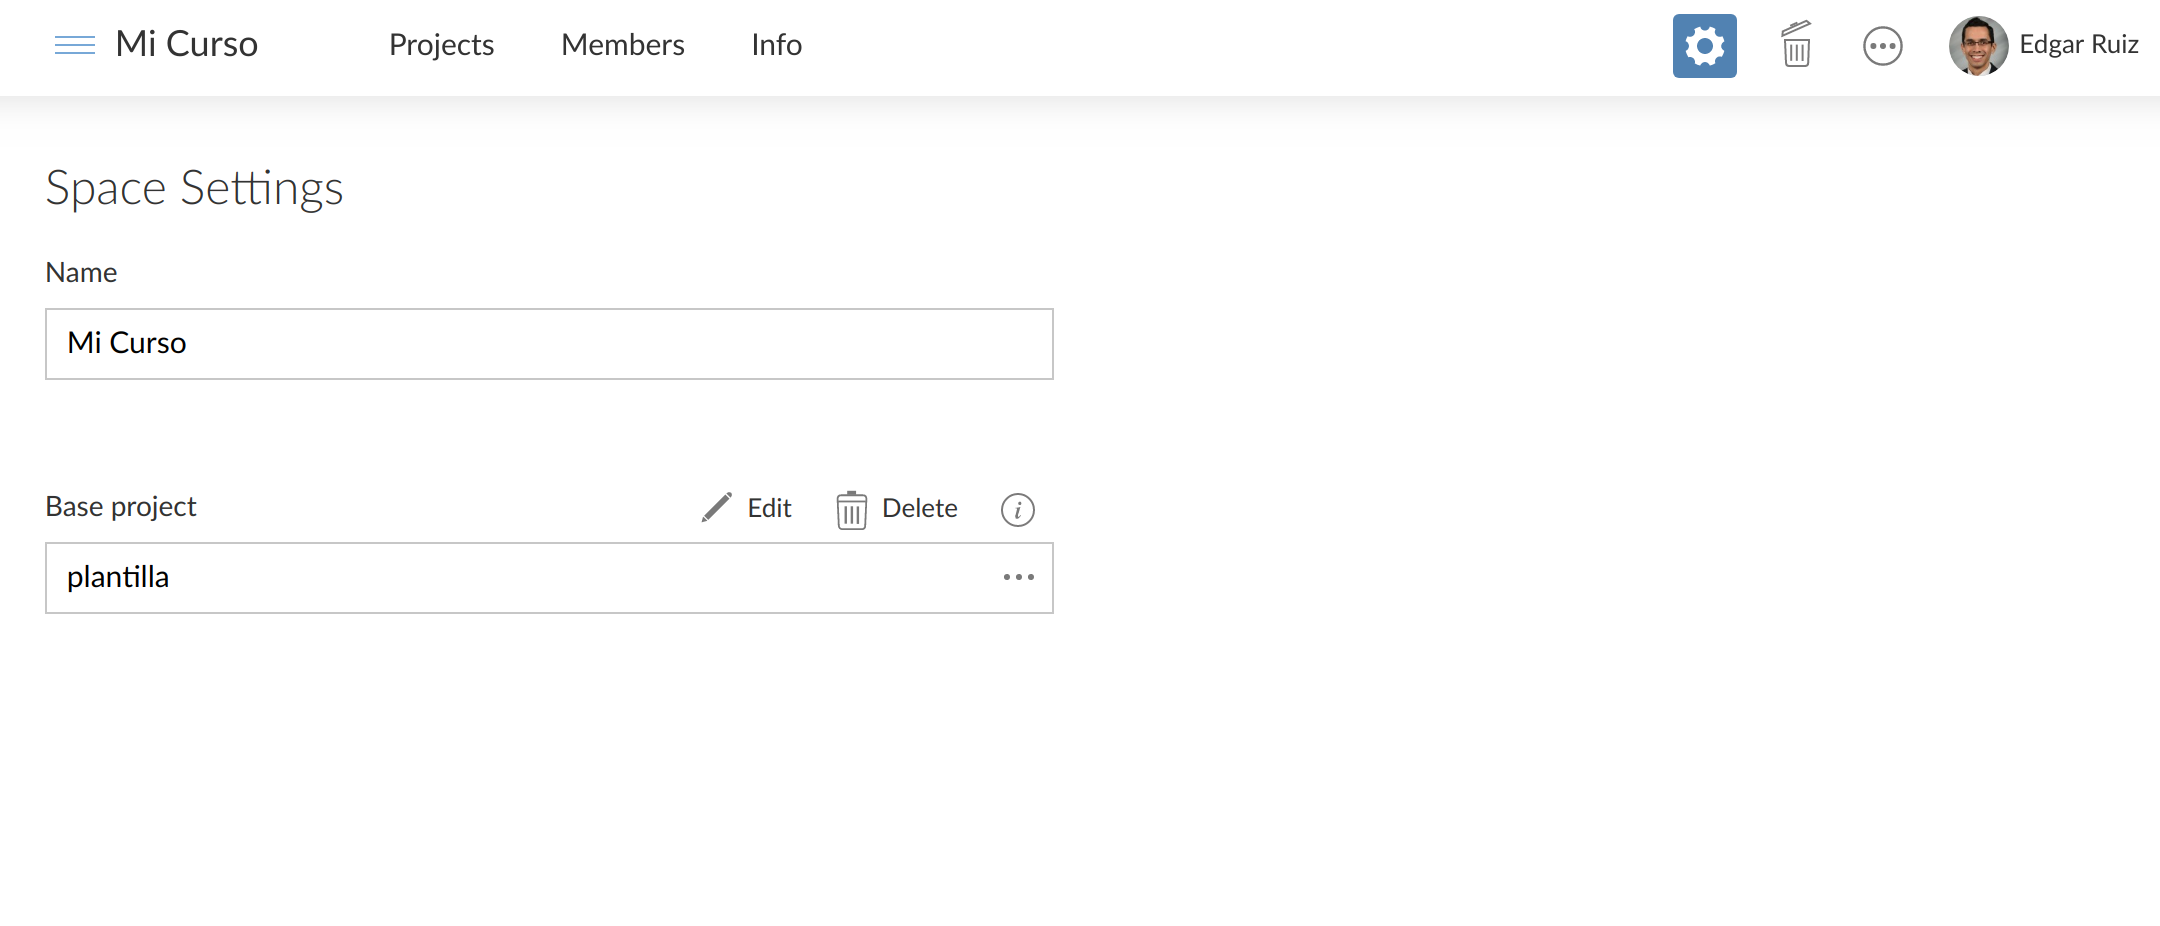 Mi Curso Projects Members Info Edgar Ruiz
Space Settings
Name
Mi Curso
Base project Edit Delete i
plantilla